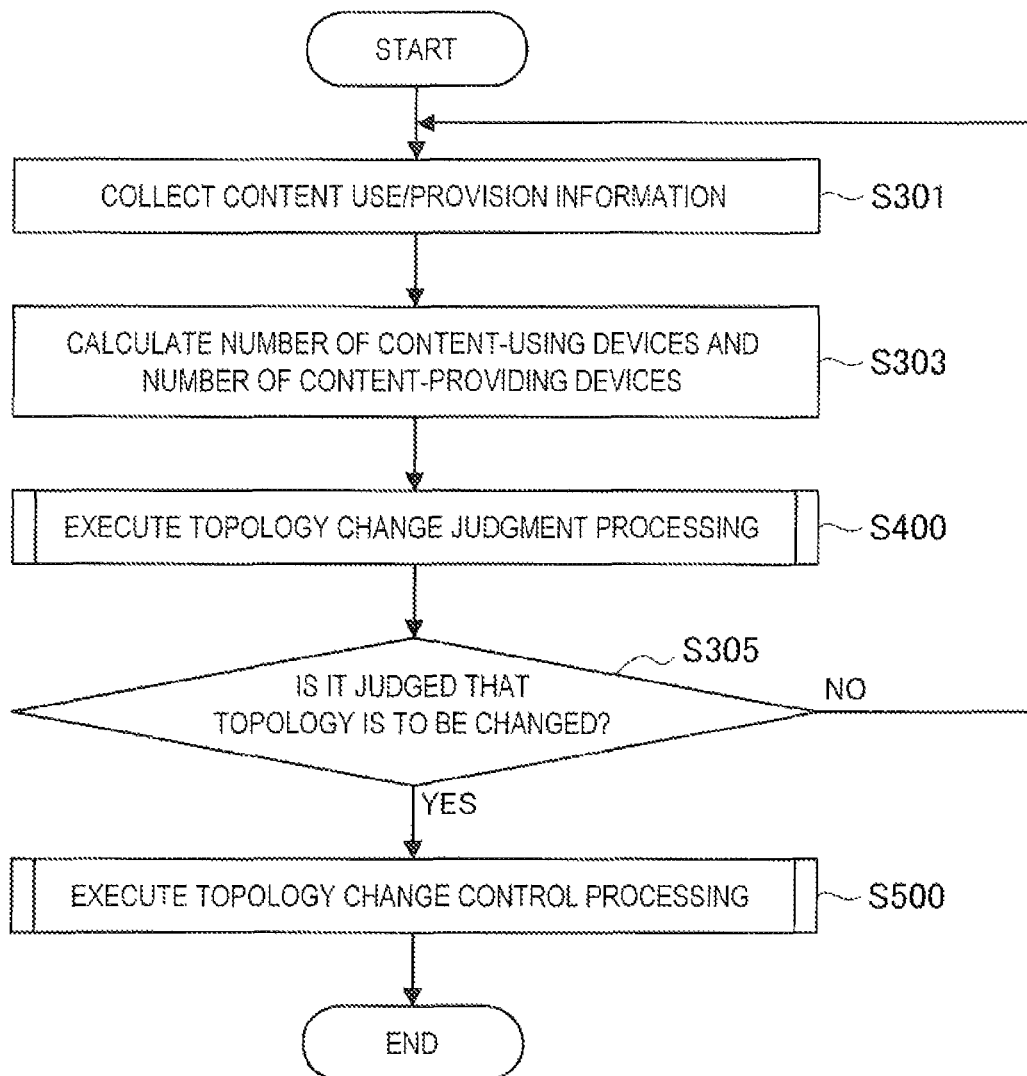 START
COLLECT CONTENT USE/PROVISION INFORMATION
S301
CALCULATE NUMBER OF CONTENT-USING DEVICES AND
NUMBER OF CONTENT-PROVIDING DEVICES
S303
EXECUTE TOPOLOGY CHANGE JUDGMENT PROCESSING
S400
S305
IS IT JUDGED THAT
TOPOLOGY IS TO BE CHANGED?
NO
YES
EXECUTE TOPOLOGY CHANGE CONTROL PROCESSING
S500
END